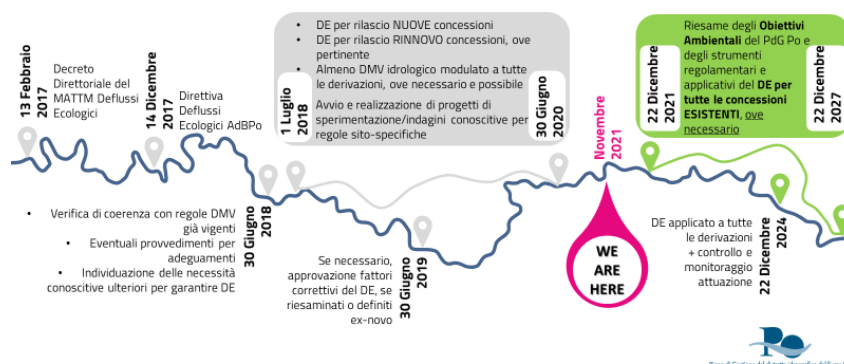 13 Febbraio
2017
Decreto
Direttoriale del
MATTM Deflussi
Ecologici
14 Dicembre
2017
Direttiva
Deflussi
Ecologici AdBPo
• Verifica di coerenza con regole DMV
già vigenti
• Eventuali provvedimenti per
adeguamenti
• Individuazione delle necessità
conoscitive ulteriori per garantire DE
30 Giugno
2018
1 Luglio
2018
• DE per rilascio NUOVE concessioni
• DE per rilascio RINNOVO concessioni, ove
pertinente
• Almeno DMV idrologico modulato a tutte
le derivazioni, ove necessario e possibile
Avvio e realizzazione di progetti di
sperimentazione/indagini conoscitive per
regole sito-specifiche
30 Giugno
2020
Se necessario,
approvazione fattori
correttivi del DE, se
riesaminati o definiti
ex-novo
30 Giugno
2019
Novembre
2021
WE
ARE
HERE
22 Dicembre
2021
Riesame degli Obiettivi
Ambientali del PdG Po e
degli strumenti
regolamentari e
applicativi del DE per
tutte le concessioni
ESISTENTI, ove
necessario
22 Dicembre
2027
DE applicato a tutte
le derivazioni
+ controllo e
monitoraggio
attuazione
22 Dicembre
2024
Po